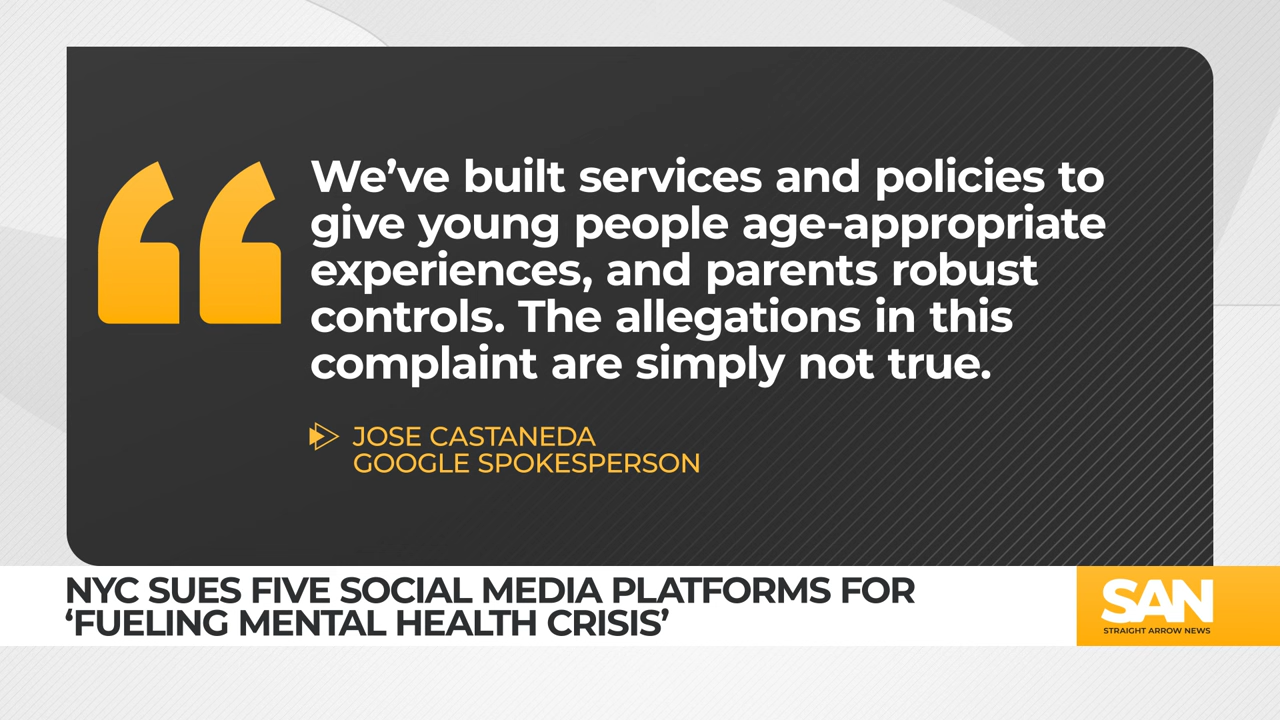 We’ve built services and policies to
give young people age-appropriate
experiences, and parents robust
controls. The allegations in this
complaint are simply not true.
JOSE CASTANEDA
GOOGLE SPOKESPERSON
NYC SUES FIVE SOCIAL MEDIA PLATFORMS FOR
‘FUELING MENTAL HEALTH CRISIS’
SAN
STRAIGHT ARROW NEWS